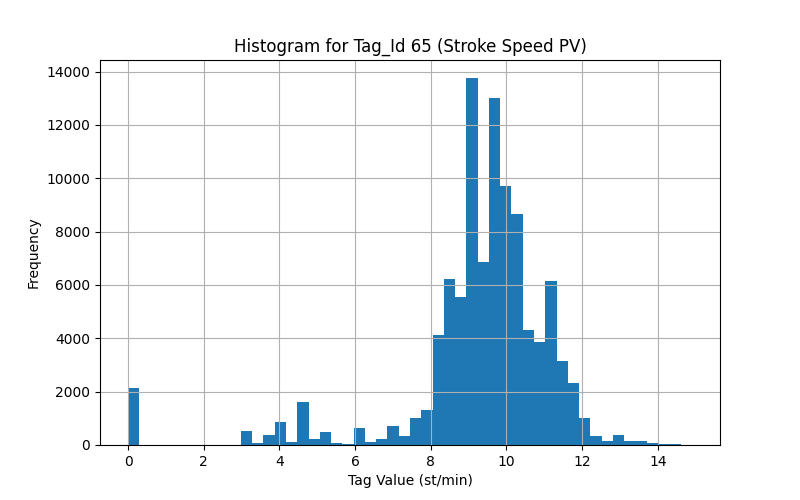 Histogram for Tag_Id 65 (Stroke Speed PV)
14000
12000
10000
8000
6000
4000
2000
0
Frequency
0 2 4 6 8 10 12 14
Tag Value (st/min)